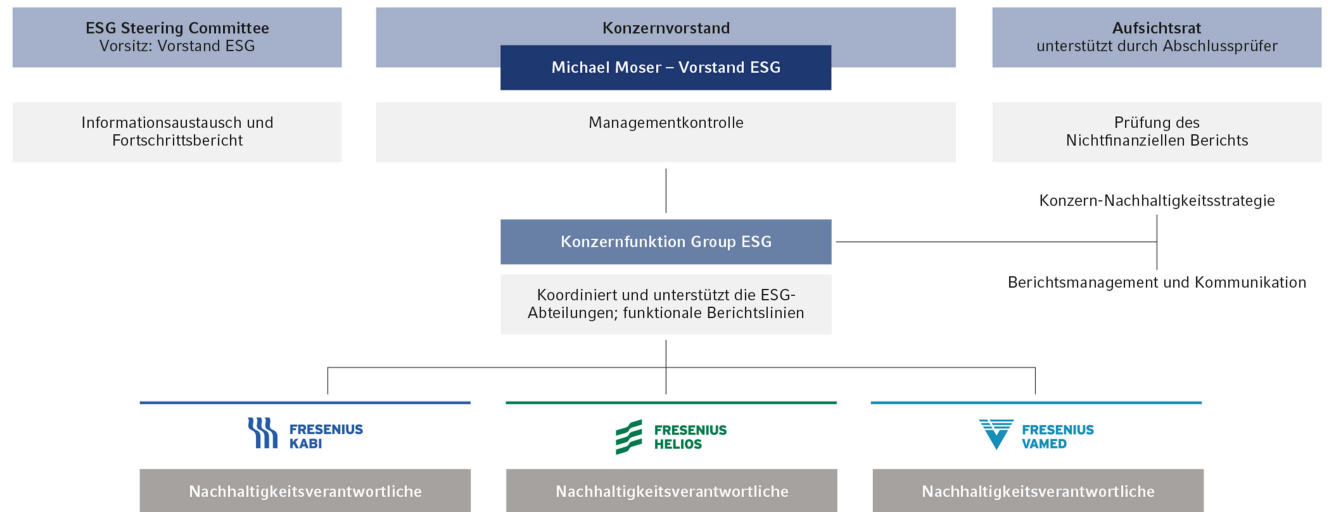 ESG Steering Committee
Vorsitz: Vorstand ESG
Konzernvorstand
Michael Moser – Vorstand ESG
Aufsichtsrat
unterstützt durch Abschlussprüfer
Informationsaustausch und
Fortschrittsbericht
Managementkontrolle
Prüfung des
Nichtfinanziellen Berichts
Konzern-Nachhaltigkeitsstrategie
Konzernfunktion Group ESG
Berichtsmanagement und Kommunikation
Koordiniert und unterstützt die ESG-
Abteilungen; funktionale Berichtslinien
FRESENIUS
KABI
FRESENIUS
HELIOS
FRESENIUS
VAMED
Nachhaltigkeitsverantwortliche
Nachhaltigkeitsverantwortliche
Nachhaltigkeitsverantwortliche